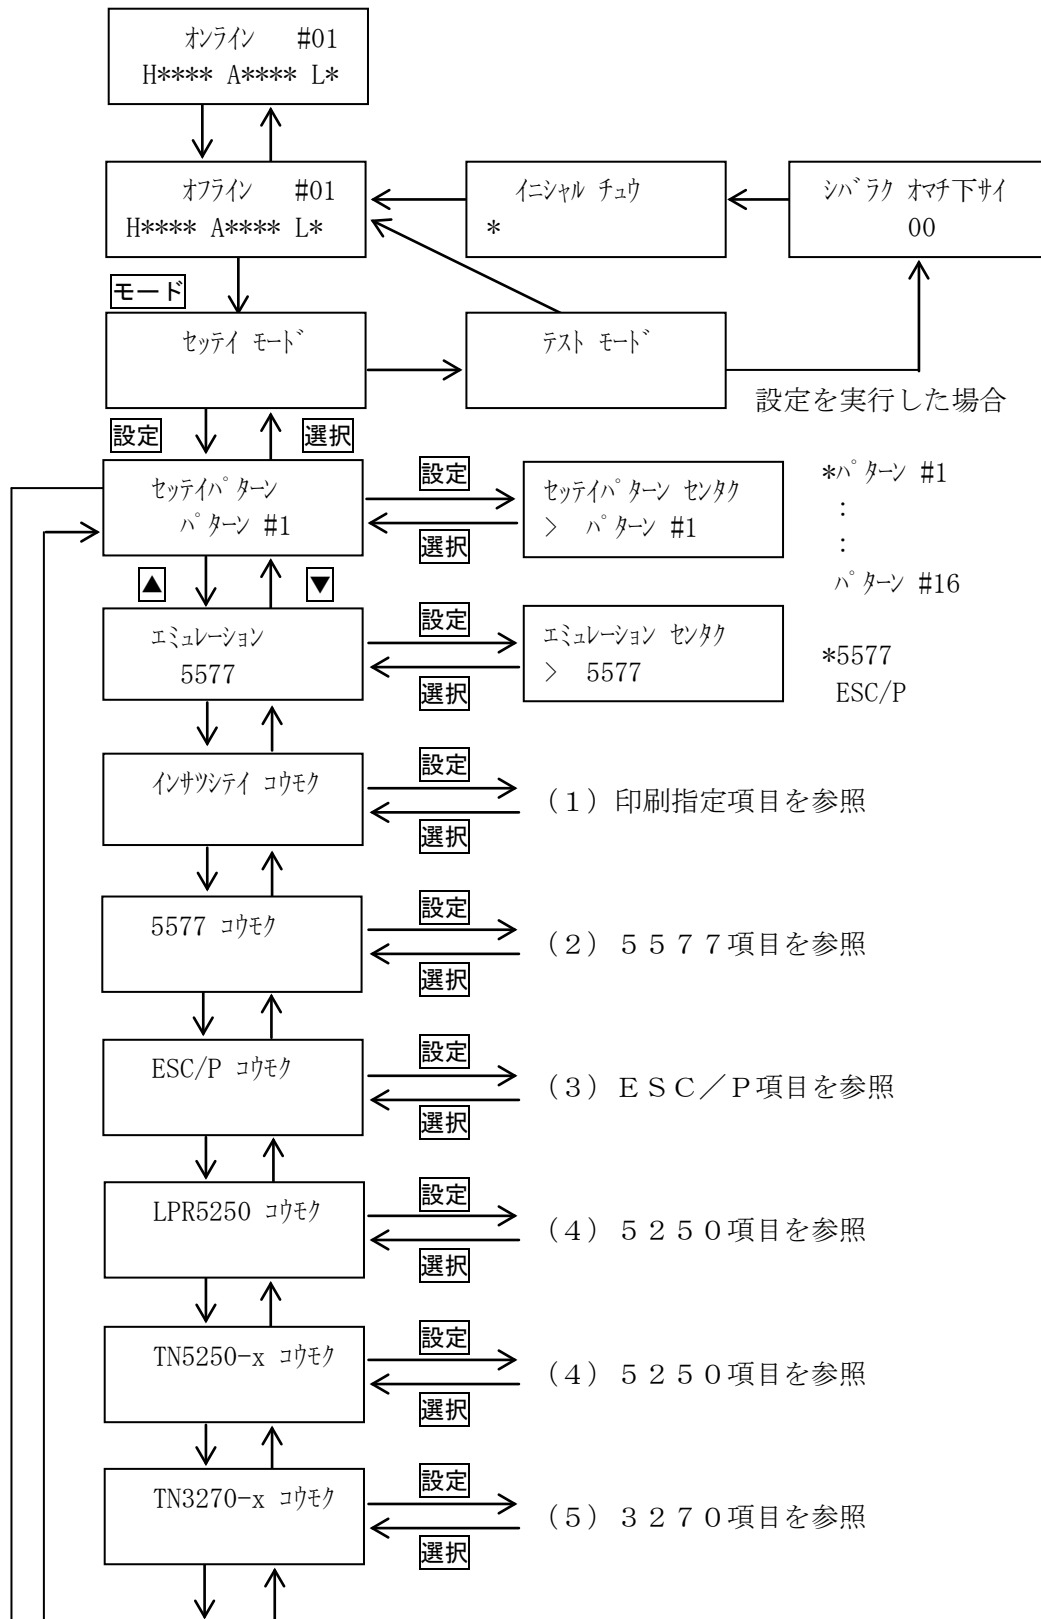 オンライン #01
H**** A**** L*
オフライン #01
H**** A**** L*
イニシャル チュウ
*
シバラク オマチ下サイ
00
モード
セッテイ モード
テスト モード
設定を実行した場合
設定
選択
セッテイパターン
パターン #1
設定
選択
セッテイパターン センタク
> パターン #1
*パターン #1
:
:
パターン #16
▲
▼
エミュレーション
5577
設定
選択
エミュレーション センタク
> 5577
*5577
ESC/P
インサツシテイ コウモク
設定
選択
(1)印刷指定項目を参照
5577 コウモク
設定
選択
(2)5577項目を参照
ESC/P コウモク
設定
選択
(3)ESC/P項目を参照
LPR5250 コウモク
設定
選択
(4)5250項目を参照
TN5250-x コウモク
設定
選択
(4)5250項目を参照
TN3270-x コウモク
設定
選択
(5)3270項目を参照